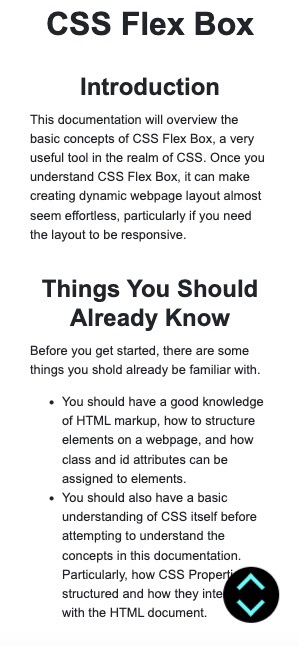 CSS Flex Box
Introduction
This documentation will overview the
basic concepts of CSS Flex Box, a very
useful tool in the realm of CSS. Once you
understand CSS Flex Box, it can make
creating dynamic webpage layout almost
seem effortless, particularly if you need
the layout to be responsive.
Things You Should
Already Know
Before you get started, there are some
things you shold already be familiar with.
• You should have a good knowledge
of HTML markup, how to structure
elements on a webpage, and how
class and id attributes can be
assigned to elements.
• You should also have a basic
understanding of CSS itself before
attempting to understand the
concepts in this documentation.
Particularly, how CSS
structured and how they
with the HTML document.